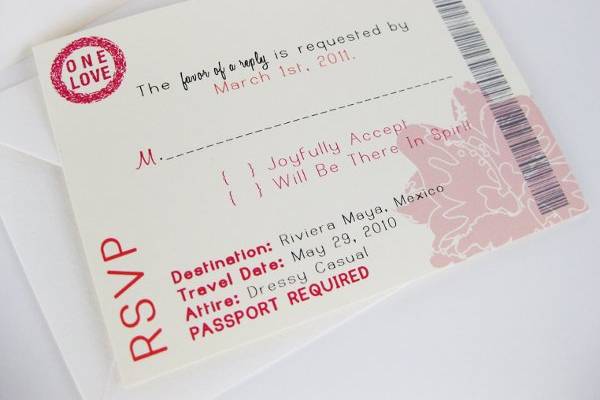 ONE
LOVE
The favor of a reply is requested by
March 1st, 2011.
M.
( ) Joyfully Accept
( ) Will Be There In Spirit
RSVP
Destination: Riviera Maya, Mexico
Travel Date: May 29, 2010
Attire: Dressy Casual
PASSPORT REQUIRED